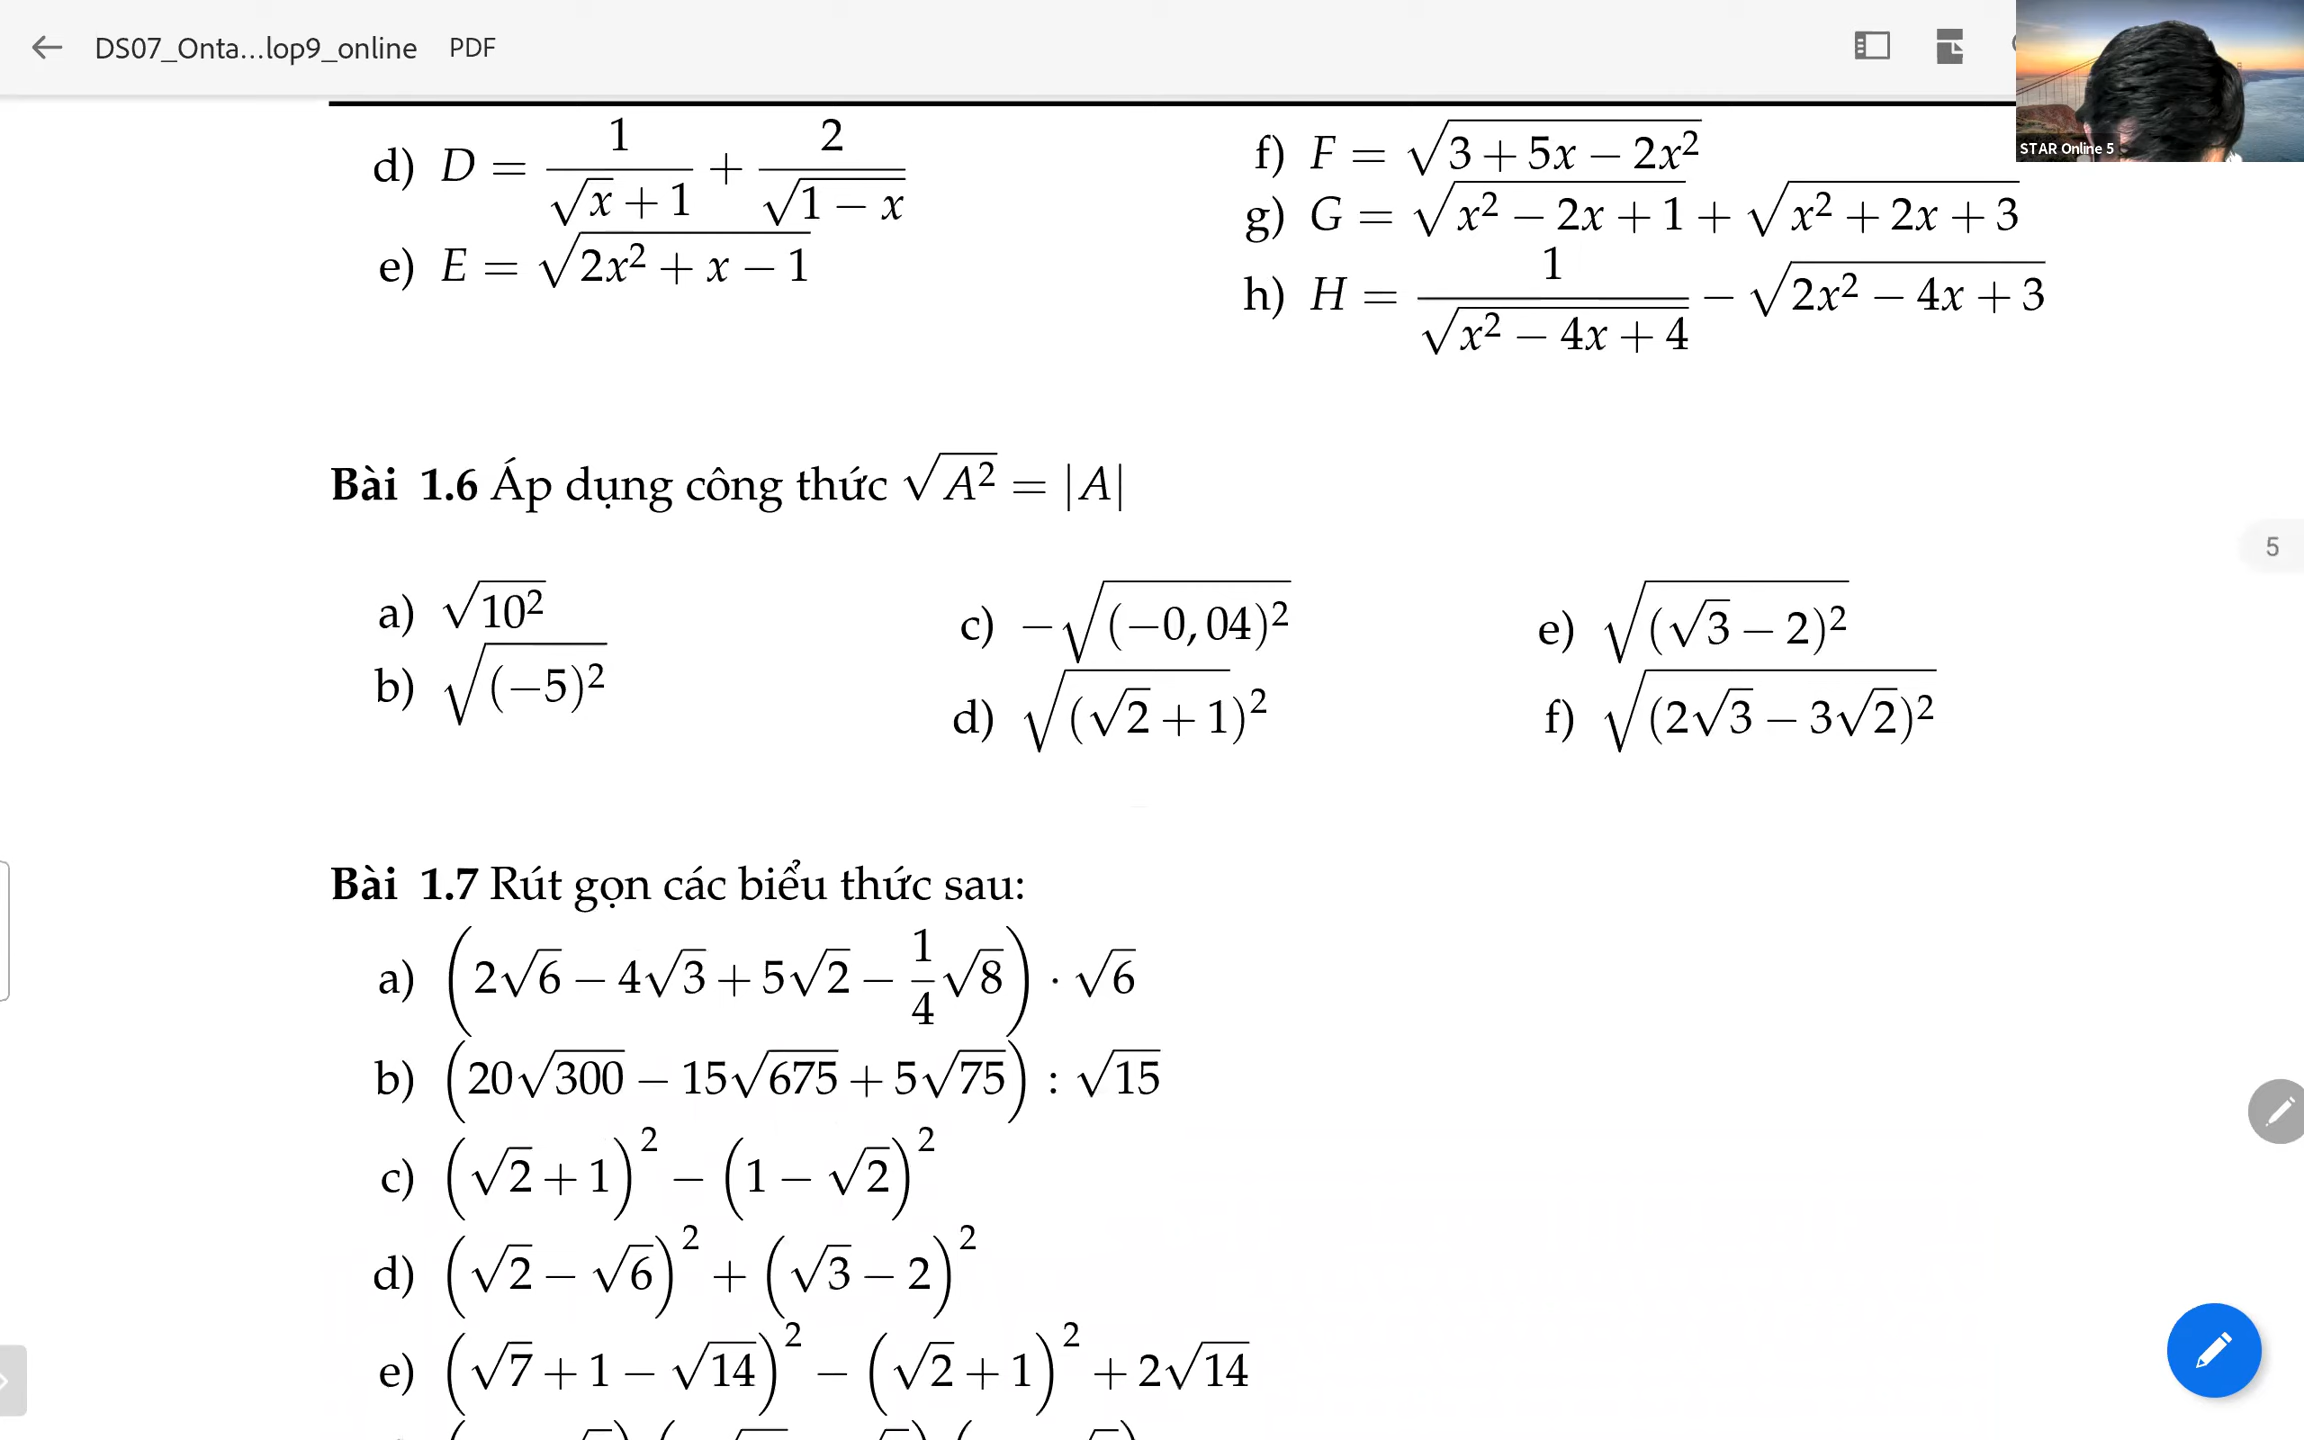 DS07_Onta...lop9_online PDF
STAR Online 5
d) D = 1/(√x + 1) + 2/√(1 − x)
e) E = √(2x² + x − 1)
f) F = √(3 + 5x − 2x²)
g) G = √(x² − 2x + 1) + √(x² + 2x + 3)
h) H = 1/√(x² − 4x + 4) − √(2x² − 4x + 3)
Bài 1.6 Áp dụng công thức √(A²) = |A|
5
a) √(10²)
b) √((−5)²)
c) −√((−0,04)²)
d) √(√2 + 1)²
e) √((√3 − 2)²)
f) √((2√3 − 3√2)²)
Bài 1.7 Rút gọn các biểu thức sau:
a) (2√6 − 4√3 + 5√2 − 1/4 √8) · √6
b) (20√300 − 15√675 + 5√75) : √15
c) (√2 + 1)² − (1 − √2)²
d) (√2 − √6)² + (√3 − 2)²
e) (√7 + 1 − √14)² − (√2 + 1)² + 2√14